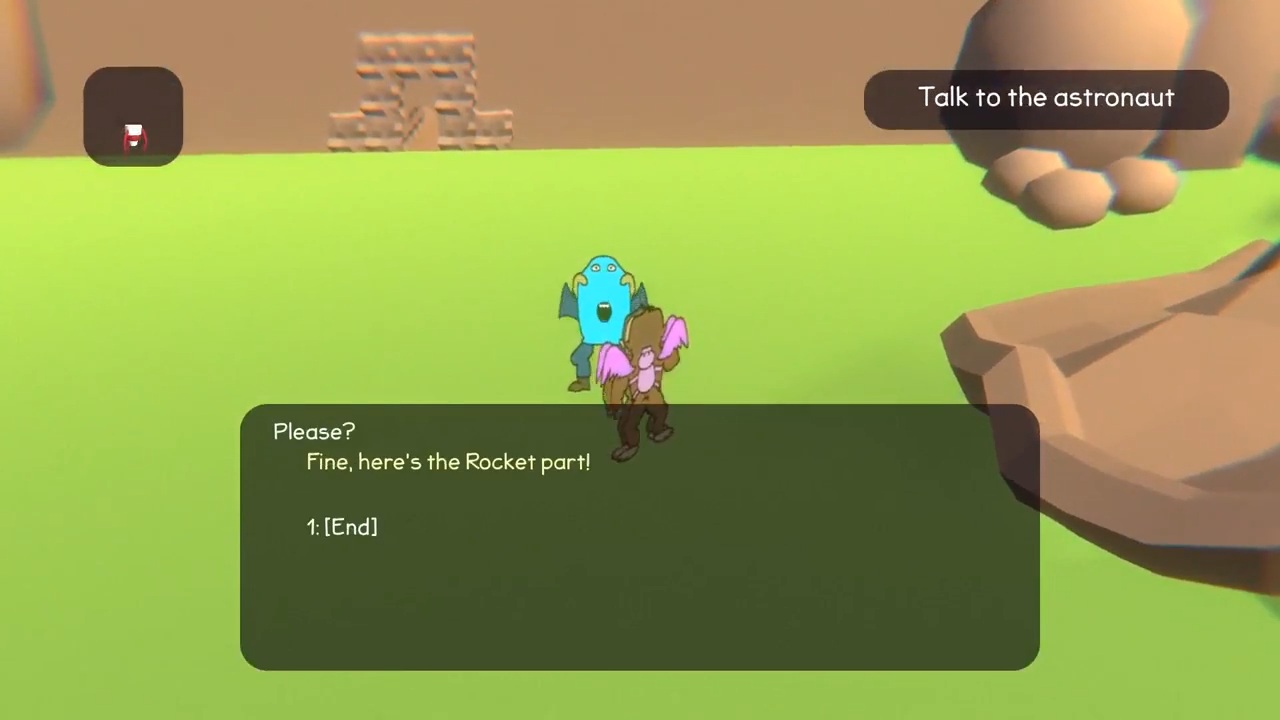 Talk to the astronaut
Please?
Fine, here's the Rocket part!
1: [End]